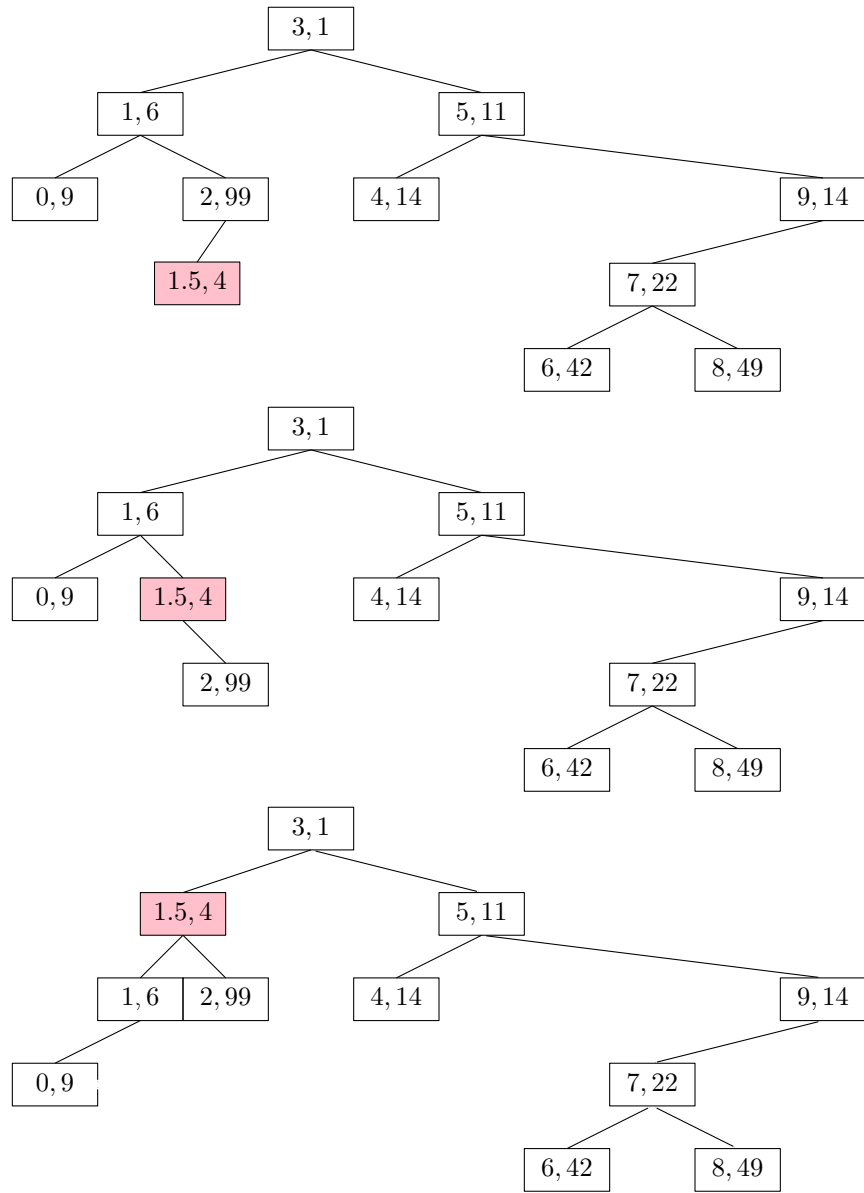 3, 1
1, 6 5, 11
0, 9 2, 99 4, 14 9, 14
1.5, 4 7, 22
6, 42 8, 49
3, 1
1, 6 5, 11
0, 9 1.5, 4 4, 14 9, 14
2, 99 7, 22
6, 42 8, 49
3, 1
1.5, 4 5, 11
1, 6 2, 99 4, 14 9, 14
0, 9 7, 22
6, 42 8, 49